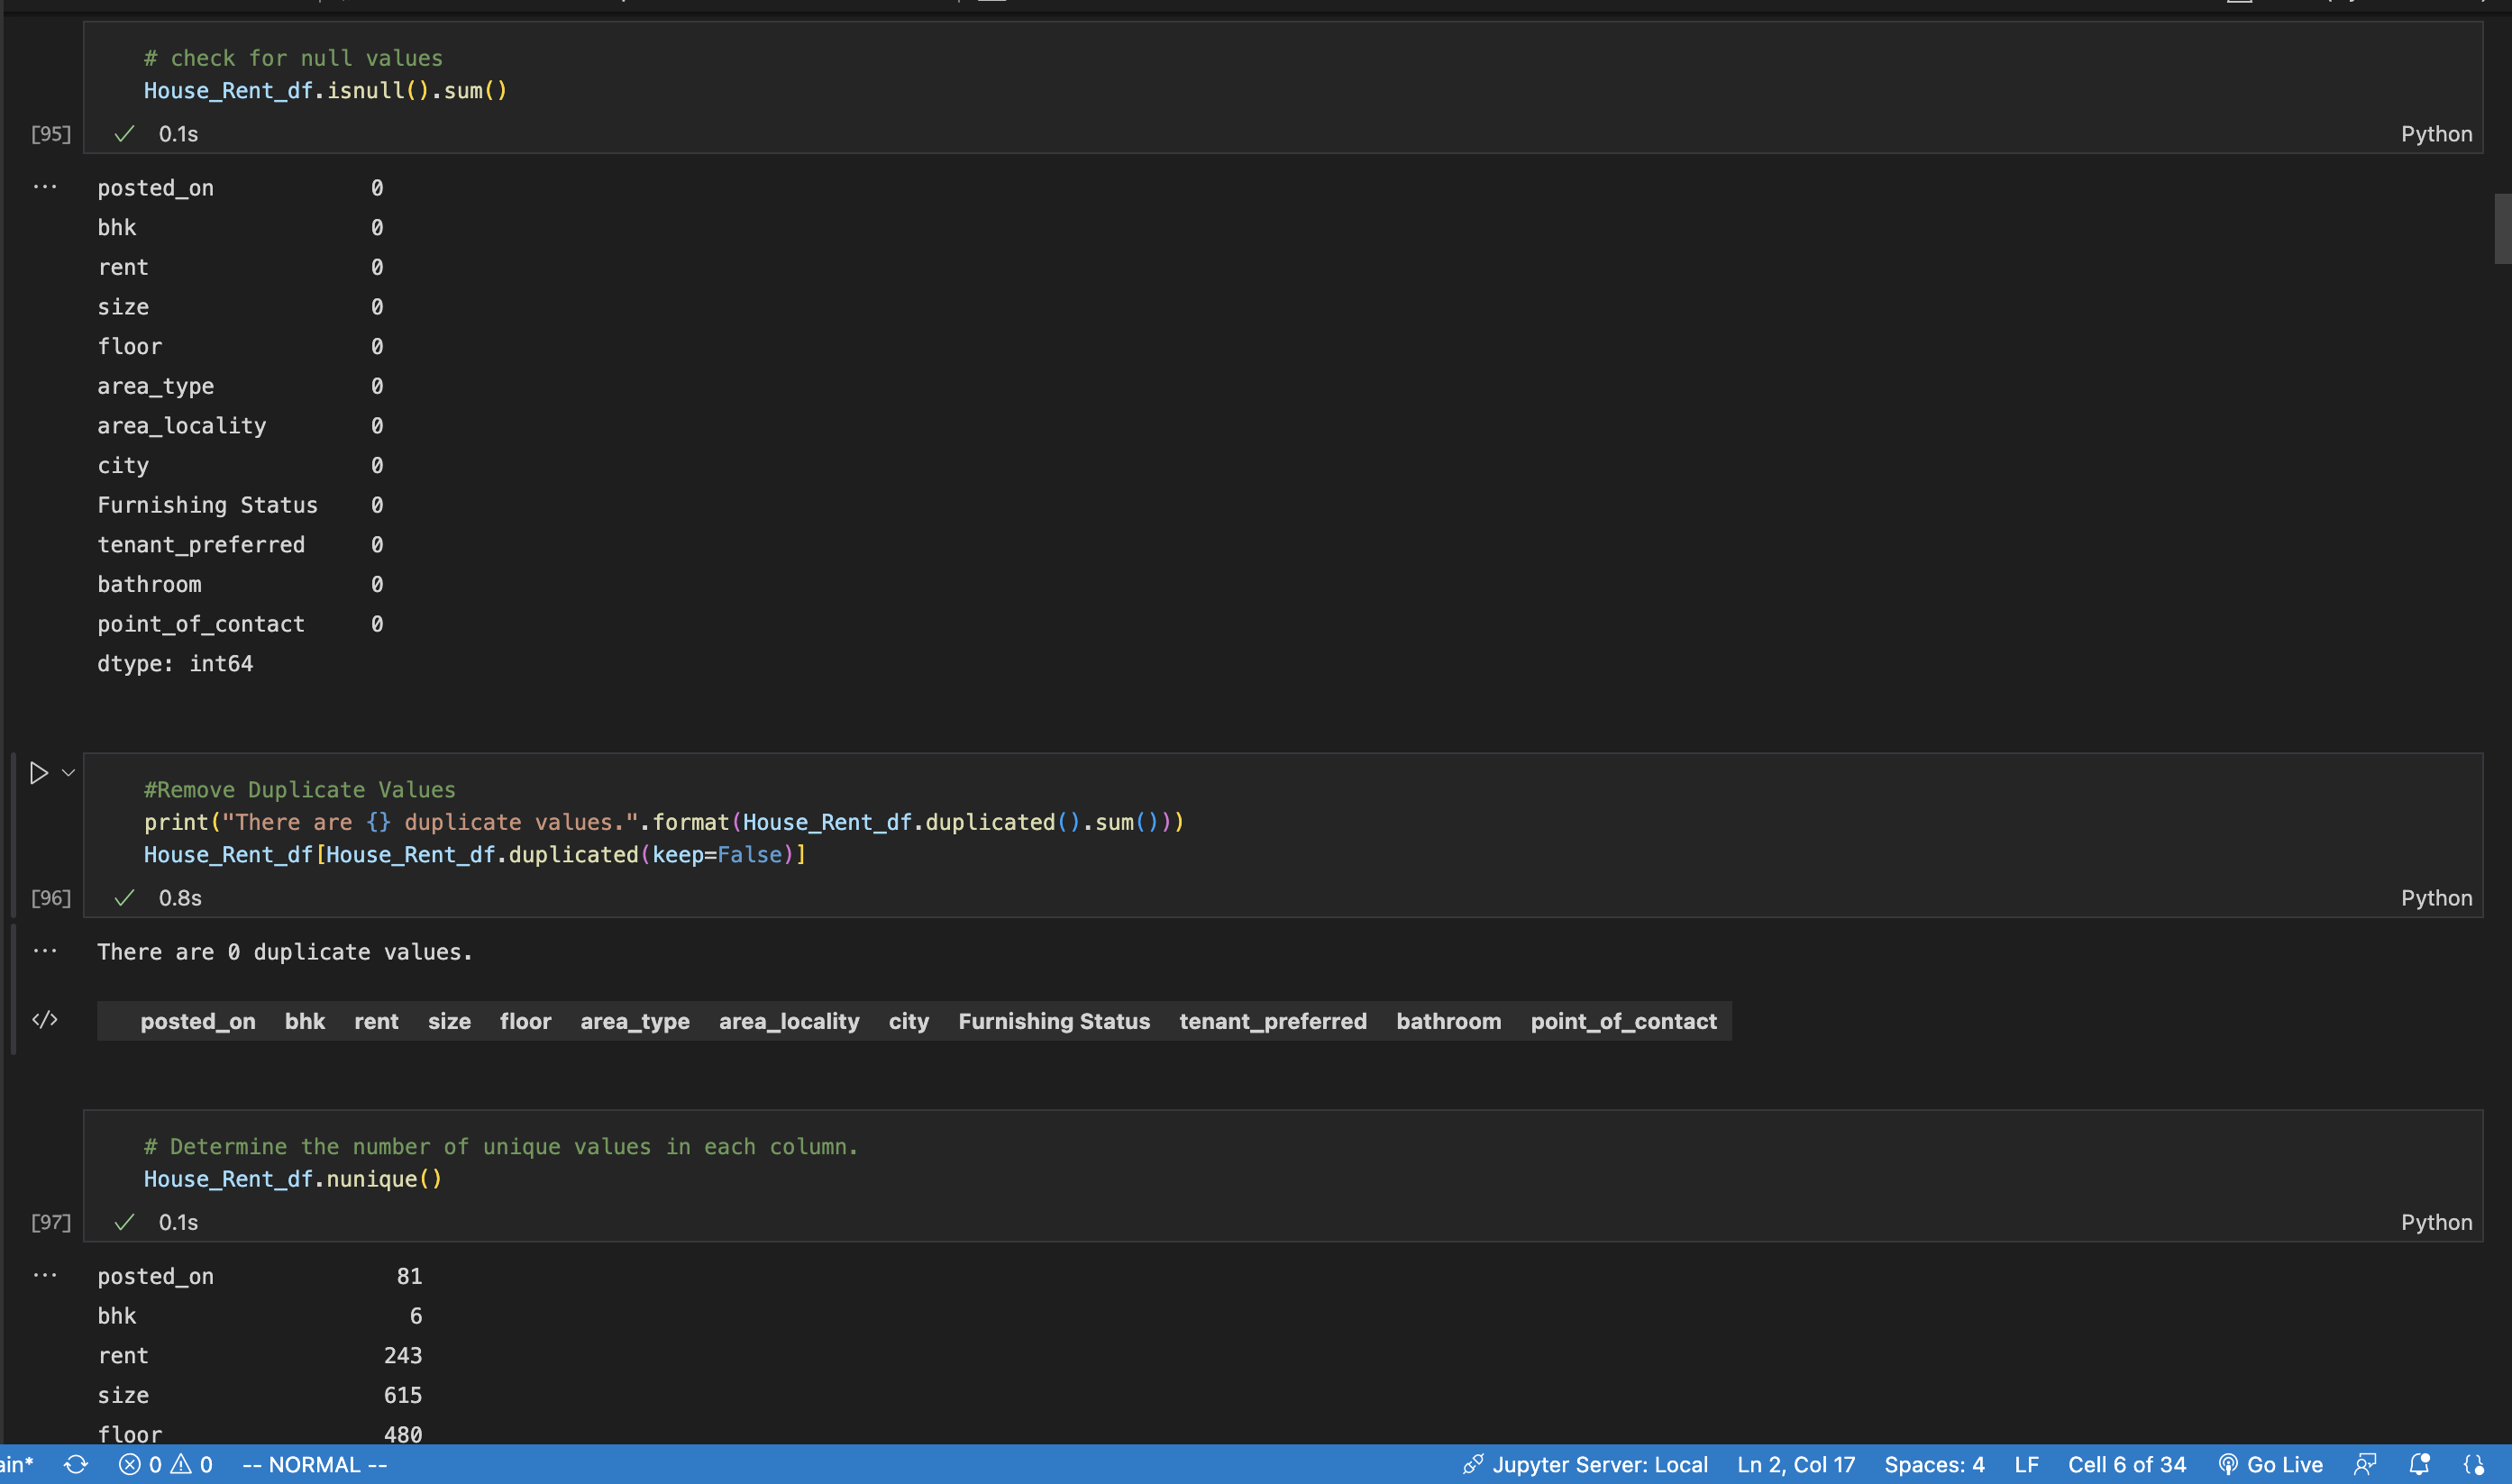 # check for null values
House_Rent_df.isnull().sum()
[95] 0.1s Python
posted_on 0
bhk 0
rent 0
size 0
floor 0
area_type 0
area_locality 0
city 0
Furnishing Status 0
tenant_preferred 0
bathroom 0
point_of_contact 0
dtype: int64
#Remove Duplicate Values
print("There are {} duplicate values.".format(House_Rent_df.duplicated().sum()))
House_Rent_df[House_Rent_df.duplicated(keep=False)]
[96] 0.8s Python
There are 0 duplicate values.
posted_on bhk rent size floor area_type area_locality city Furnishing Status tenant_preferred bathroom point_of_contact
# Determine the number of unique values in each column.
House_Rent_df.nunique()
[97] 0.1s Python
posted_on 81
bhk 6
rent 243
size 615
floor 480
ain* 0 0 -- NORMAL -- Jupyter Server: Local Ln 2, Col 17 Spaces: 4 LF Cell 6 of 34 Go Live